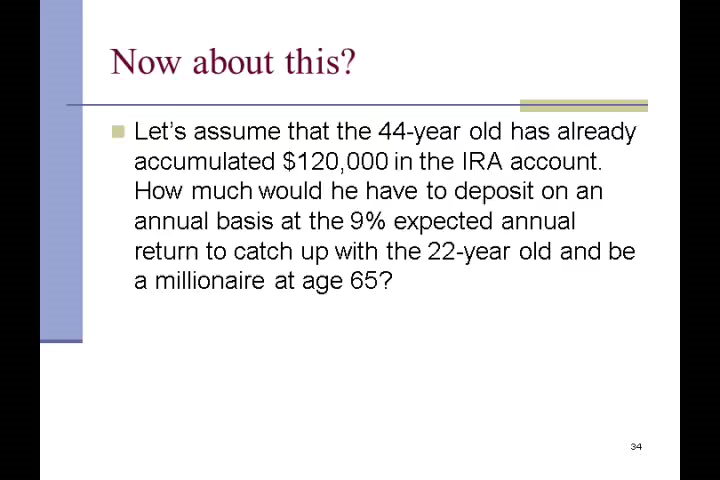 Now about this?
Let's assume that the 44-year old has already
accumulated $120,000 in the IRA account.
How much would he have to deposit on an
annual basis at the 9% expected annual
return to catch up with the 22-year old and be
a millionaire at age 65?
34